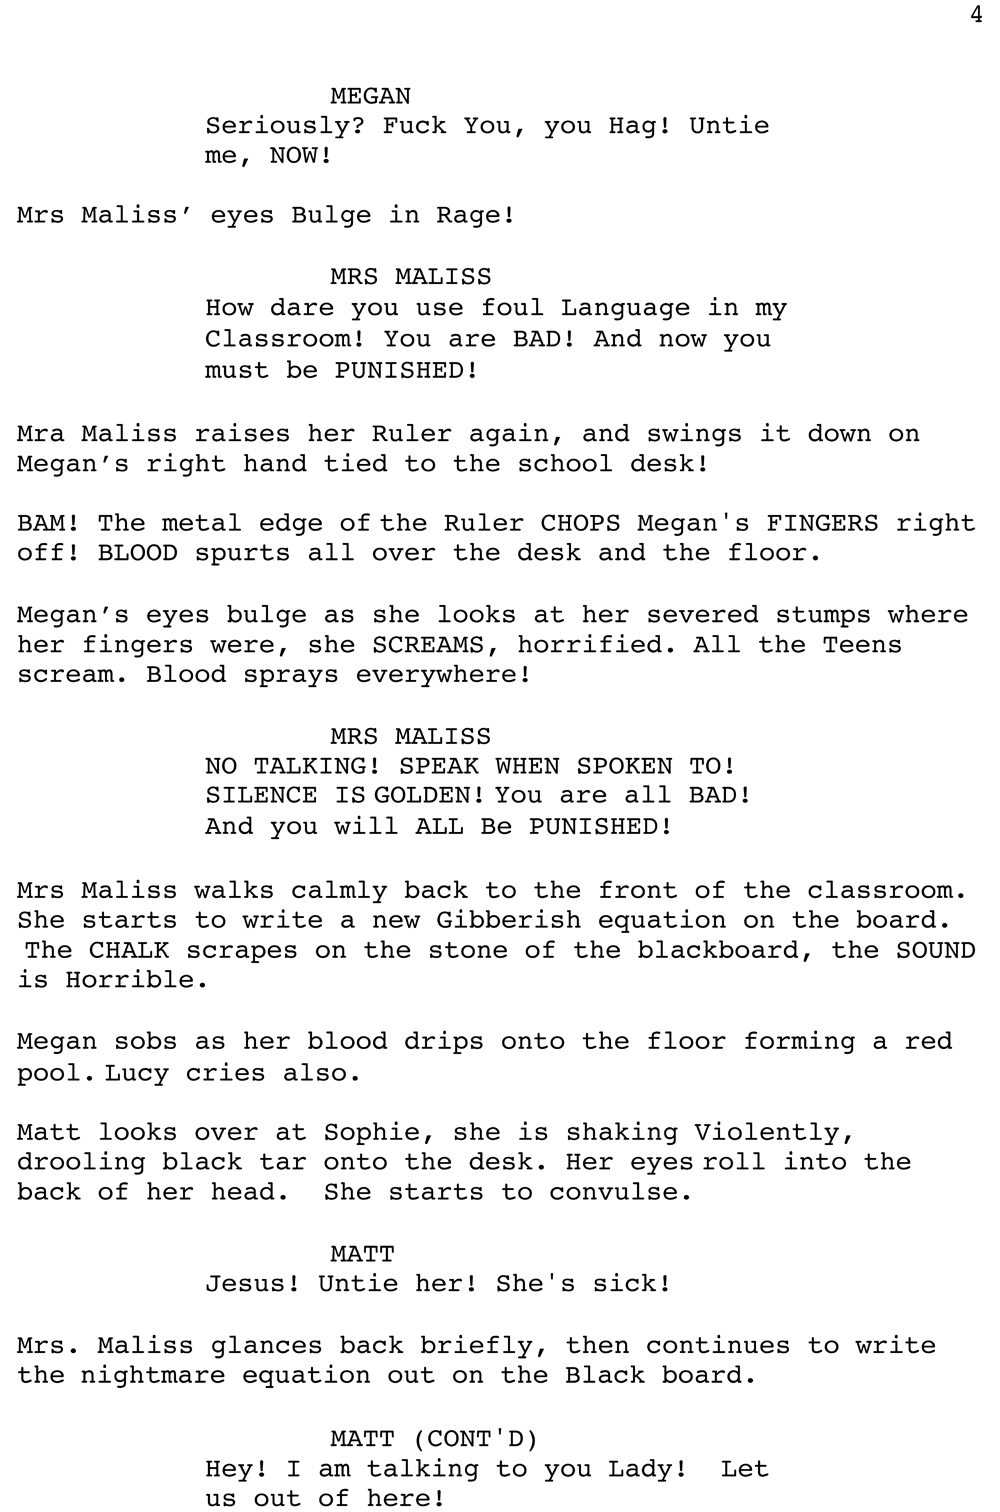 4
MEGAN
Seriously? Fuck You, you Hag! Untie
me, NOW!
Mrs Maliss’ eyes Bulge in Rage!
MRS MALISS
How dare you use foul Language in my
Classroom! You are BAD! And now you
must be PUNISHED!
Mra Maliss raises her Ruler again, and swings it down on
Megan’s right hand tied to the school desk!
BAM! The metal edge of the Ruler CHOPS Megan's FINGERS right
off! BLOOD spurts all over the desk and the floor.
Megan’s eyes bulge as she looks at her severed stumps where
her fingers were, she SCREAMS, horrified. All the Teens
scream. Blood sprays everywhere!
MRS MALISS
NO TALKING! SPEAK WHEN SPOKEN TO!
SILENCE IS GOLDEN! You are all BAD!
And you will ALL Be PUNISHED!
Mrs Maliss walks calmly back to the front of the classroom.
She starts to write a new Gibberish equation on the board.
The CHALK scrapes on the stone of the blackboard, the SOUND
is Horrible.
Megan sobs as her blood drips onto the floor forming a red
pool. Lucy cries also.
Matt looks over at Sophie, she is shaking Violently,
drooling black tar onto the desk. Her eyes roll into the
back of her head.  She starts to convulse.
MATT
Jesus! Untie her! She's sick!
Mrs. Maliss glances back briefly, then continues to write
the nightmare equation out on the Black board.
MATT (CONT'D)
Hey! I am talking to you Lady!  Let
us out of here!